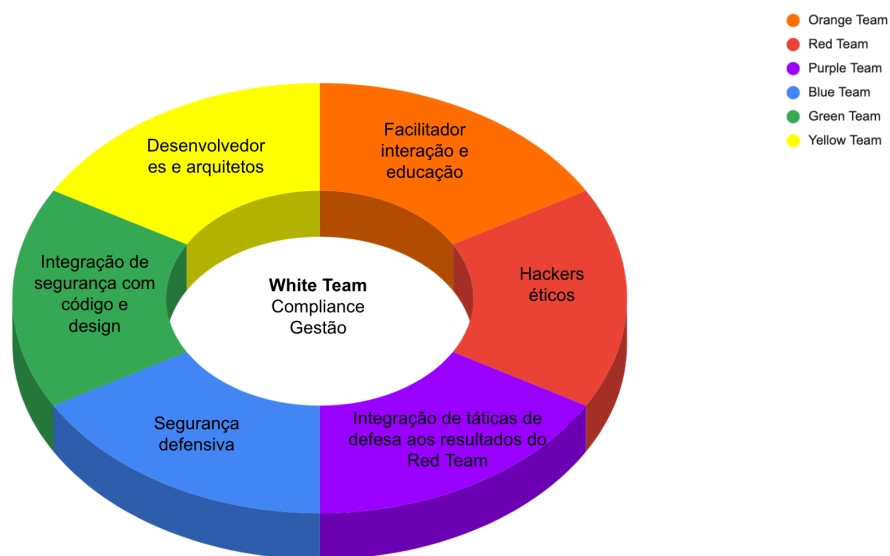 Orange Team
Red Team
Purple Team
Blue Team
Green Team
Yellow Team
Desenvolvedor
es e arquitetos
Facilitador
interação e
educação
Integração de
segurança com
código e
design
White Team
Compliance
Gestão
Hackers
éticos
Segurança
defensiva
Integração de táticas de
defesa aos resultados do
Red Team